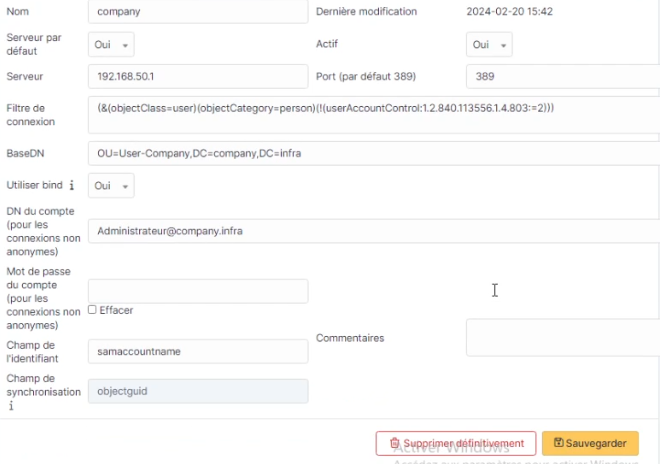 Nom company Dernière modification 2024-02-20 15:42
Serveur par
défaut Oui Actif Oui
Serveur 192.168.50.1 Port (par défaut 389) 389
Filtre de
connexion (&(objectClass=user)(objectCategory=person)(!(userAccountControl:1.2.840.113556.1.4.803:=2)))
BaseDN OU=User-Company,DC=company,DC=infra
Utiliser bind i Oui
DN du compte
(pour les
connexions non
anonymes) Administrateur@company.infra
Mot de passe
du compte
(pour les
connexions non
anonymes) Effacer
Commentaires
Champ de
l'identifiant samaccountname
Champ de
synchronisation objectguid
i
Supprimer définitivement Sauvegarder
Activer Windows
Accédez aux paramètres pour activer Windows